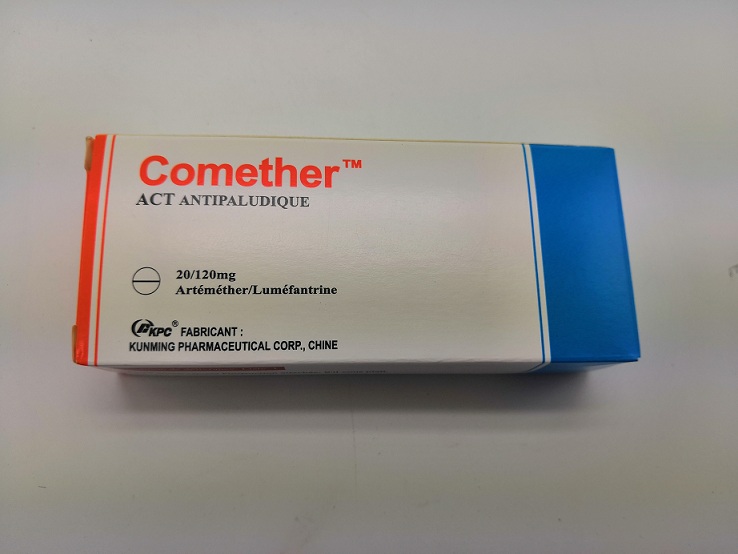 Comether™
ACT ANTIPALUDIQUE
20/120mg
Artéméther/Luméfantrine
KPC® FABRICANT :
KUNMING PHARMACEUTICAL CORP., CHINE